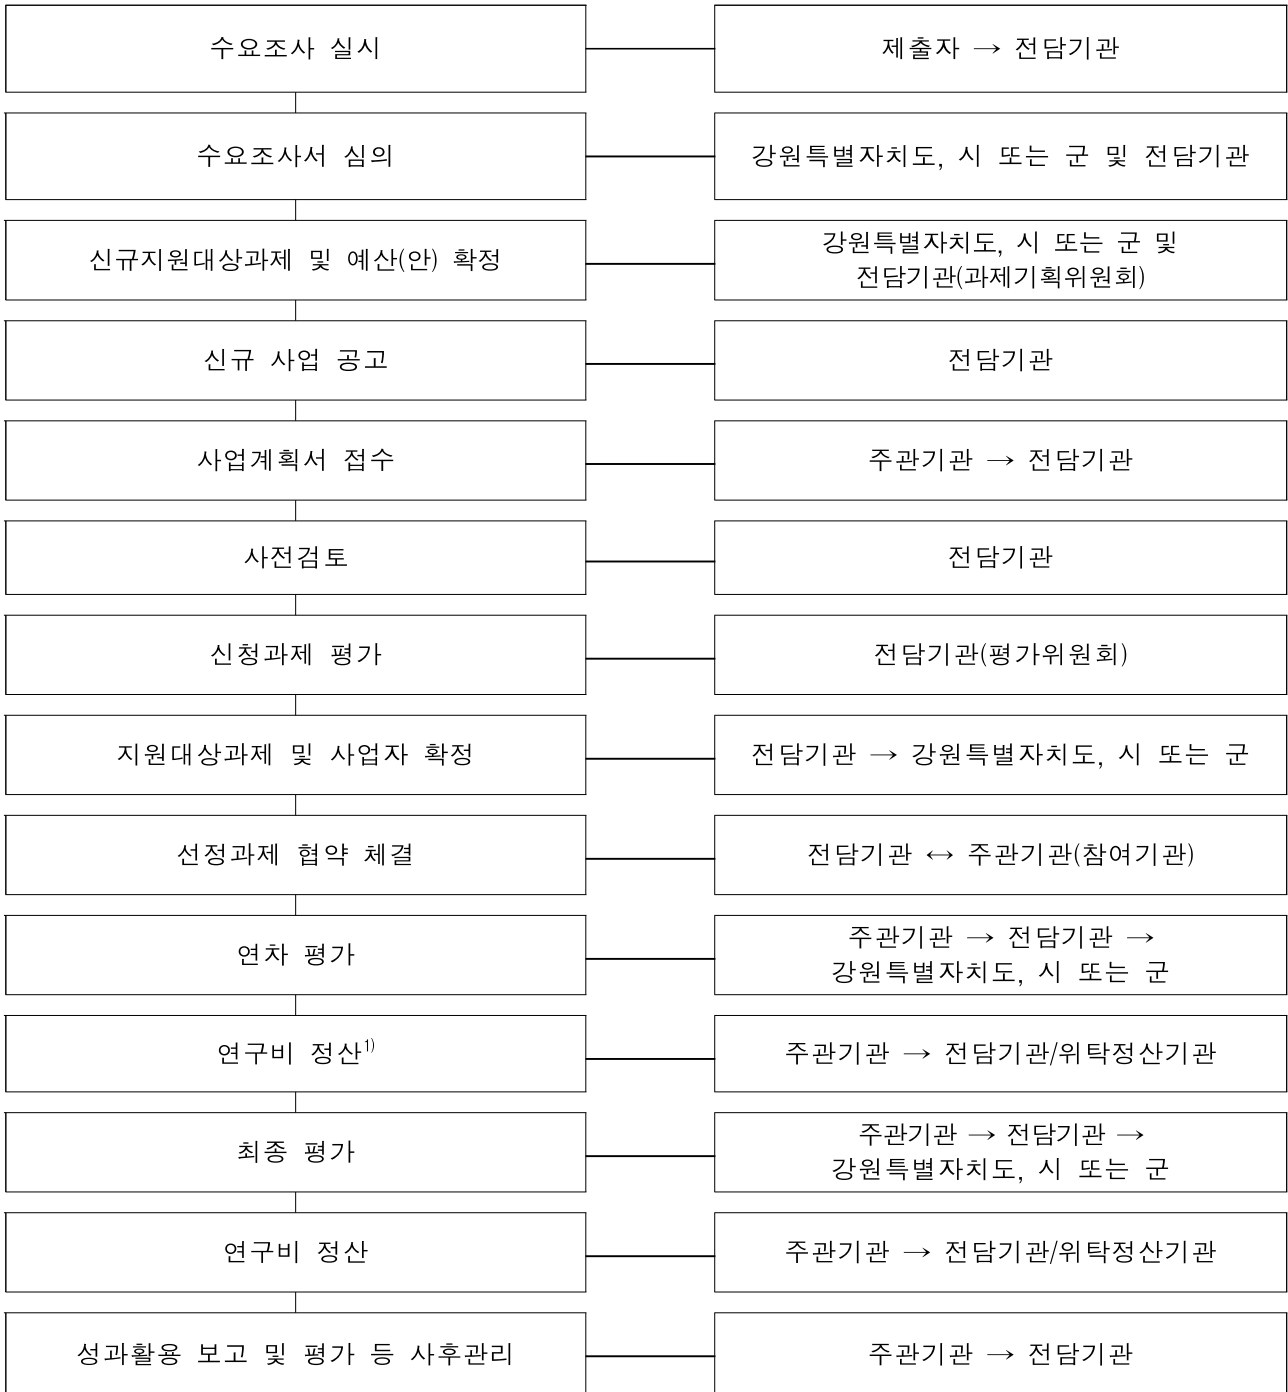 수요조사 실시
제출자 → 전담기관
수요조사서 심의
강원특별자치도, 시 또는 군 및 전담기관
신규지원대상과제 및 예산(안) 확정
강원특별자치도, 시 또는 군 및
전담기관(과제기획위원회)
신규 사업 공고
전담기관
사업계획서 접수
주관기관 → 전담기관
사전검토
전담기관
신청과제 평가
전담기관(평가위원회)
지원대상과제 및 사업자 확정
전담기관 → 강원특별자치도, 시 또는 군
선정과제 협약 체결
전담기관 ↔ 주관기관(참여기관)
연차 평가
주관기관 → 전담기관 →
강원특별자치도, 시 또는 군
연구비 정산1)
주관기관 → 전담기관/위탁정산기관
최종 평가
주관기관 → 전담기관 →
강원특별자치도, 시 또는 군
연구비 정산
주관기관 → 전담기관/위탁정산기관
성과활용 보고 및 평가 등 사후관리
주관기관 → 전담기관